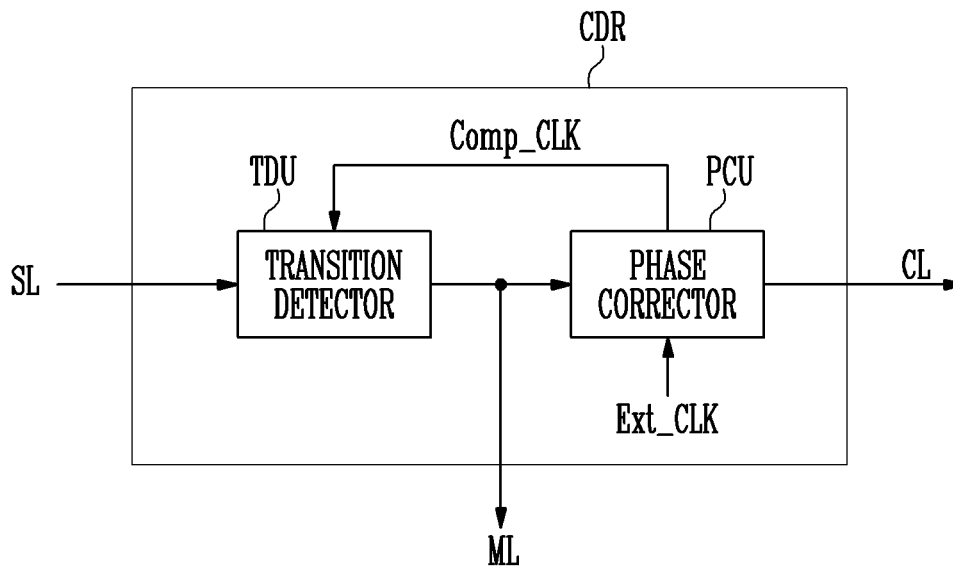 CDR
Comp_CLK
TDU
PCU
SL
TRANSITION
DETECTOR
PHASE
CORRECTOR
CL
Ext_CLK
ML